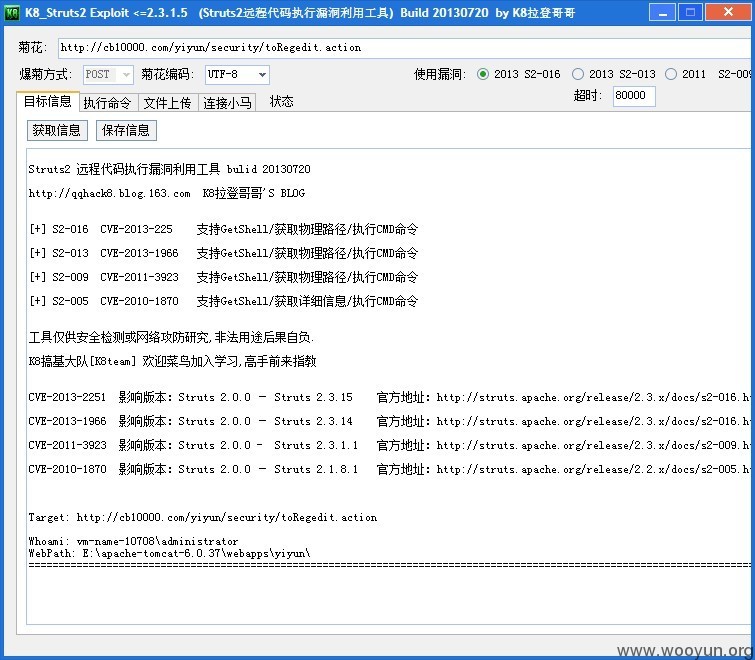 K8_Struts2 Exploit <=2.3.1.5 (Struts2远程代码执行漏洞利用工具) Build 20130720 by K8拉登哥哥
菊花: http://cb10000.com/yiyun/security/toRegedit.action
爆菊方式: POST 菊花编码: UTF-8 使用漏洞: 2013 S2-016 2013 S2-013 2011 S2-009
目标信息 执行命令 文件上传 连接小马 状态 超时: 80000
获取信息 保存信息
Struts2 远程代码执行漏洞利用工具 bulid 20130720
http://qqhack8.blog.163.com K8拉登哥哥'S BLOG
[+] S2-016 CVE-2013-225 支持GetShell/获取物理路径/执行CMD命令
[+] S2-013 CVE-2013-1966 支持GetShell/获取物理路径/执行CMD命令
[+] S2-009 CVE-2011-3923 支持GetShell/获取物理路径/执行CMD命令
[+] S2-005 CVE-2010-1870 支持GetShell/获取详细信息/执行CMD命令
工具仅供安全检测或网络攻防研究,非法用途后果自负.
K8搞基大队[K8team] 欢迎菜鸟加入学习,高手前来指教
CVE-2013-2251 影响版本: Struts 2.0.0 – Struts 2.3.15 官方地址: http://struts.apache.org/release/2.3.x/docs/s2-016.h
CVE-2013-1966 影响版本: Struts 2.0.0 – Struts 2.3.14 官方地址: http://struts.apache.org/release/2.3.x/docs/s2-016.h
CVE-2011-3923 影响版本: Struts 2.0.0 - Struts 2.3.1.1 官方地址: http://struts.apache.org/release/2.3.x/docs/s2-009.h
CVE-2010-1870 影响版本: Struts 2.0.0 – Struts 2.1.8.1 官方地址: http://struts.apache.org/release/2.2.x/docs/s2-005.h
Target: http://cb10000.com/yiyun/security/toRegedit.action
Whoami: vm-name-10708\administrator
WebPath: E:\apache-tomcat-6.0.37\webapps\yiyun\
www.wooyun.org